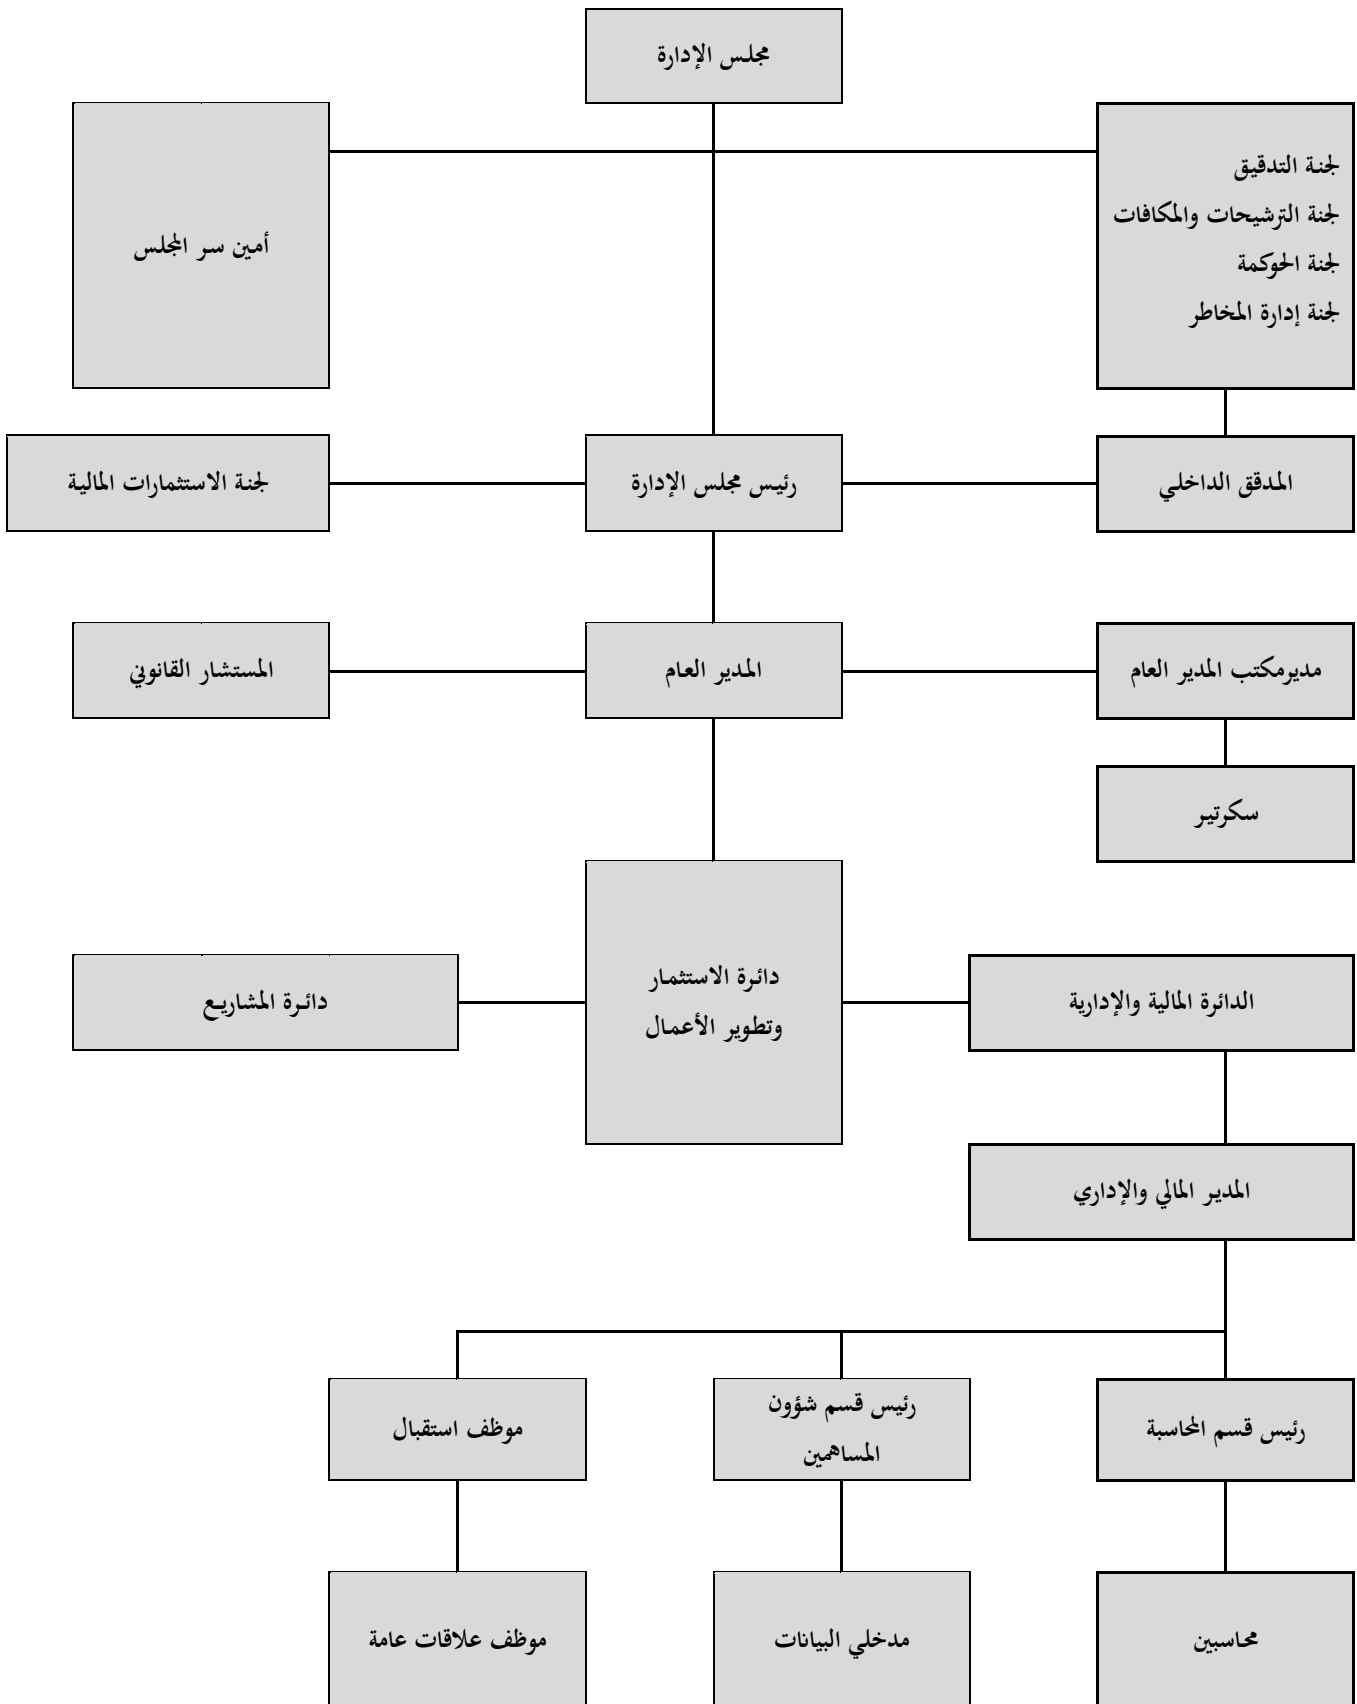 مجلس الإدارة
لجنة التدقيق
لجنة الترشيحات والمكافات
لجنة الحوكمة
لجنة إدارة المخاطر
أمين سر المجلس
المدقق الداخلي
رئيس مجلس الإدارة
لجنة الاستثمارات المالية
مديرمكتب المدير العام
المدير العام
المستشار القانوني
سكرتير
الدائرة المالية والإدارية
دائرة الاستثمار
وتطوير الأعمال
دائرة المشاريع
المدير المالي والإداري
رئيس قسم المحاسبة
رئيس قسم شؤون
المساهمين
موظف استقبال
محاسبين
مدخلي البيانات
موظف علاقات عامة